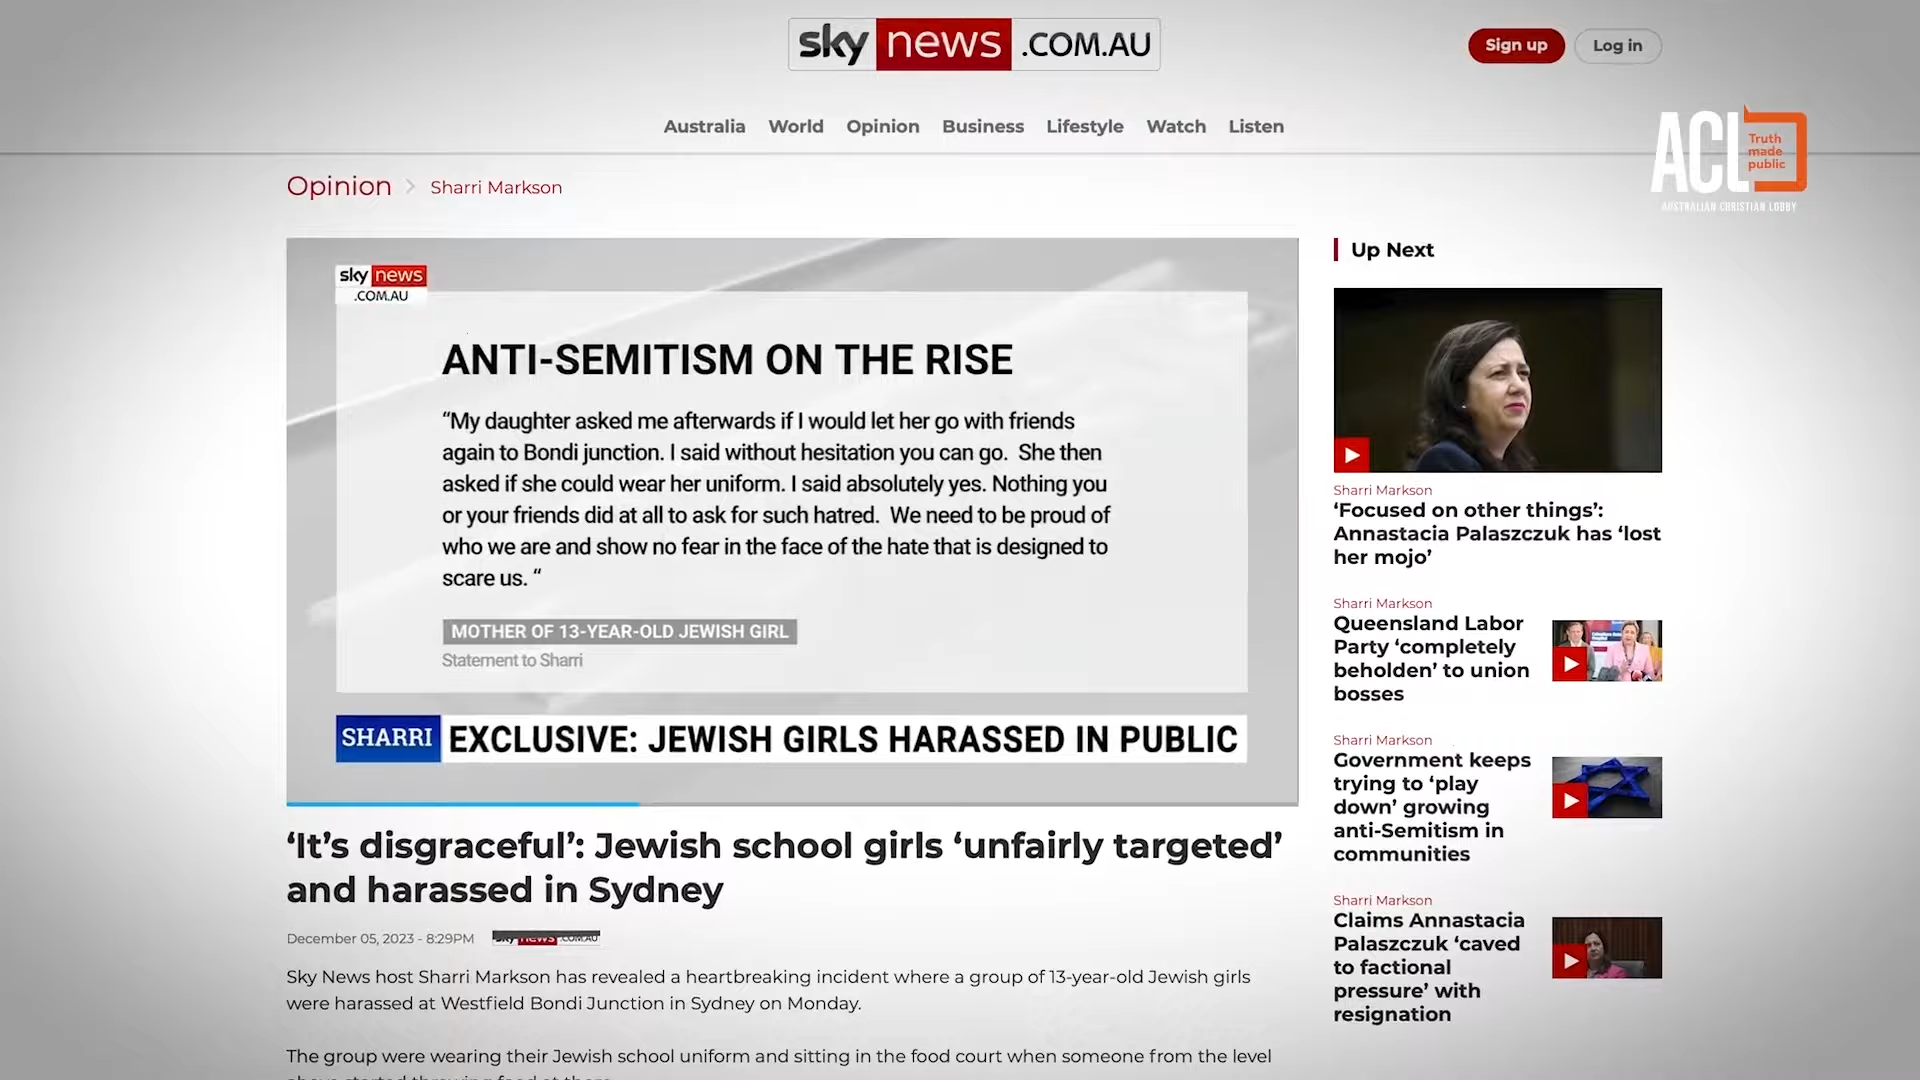 sky news .COM.AU
Sign up
Log in
Australia World Opinion Business Lifestyle Watch Listen
ACL
Truth
made
public
AUSTRALIAN CHRISTIAN LOBBY
Opinion > Sharri Markson
sky news
.COM.AU
ANTI-SEMITISM ON THE RISE
“My daughter asked me afterwards if I would let her go with friends
again to Bondi junction. I said without hesitation you can go. She then
asked if she could wear her uniform. I said absolutely yes. Nothing you
or your friends did at all to ask for such hatred. We need to be proud of
who we are and show no fear in the face of the hate that is designed to
scare us. “
MOTHER OF 13-YEAR-OLD JEWISH GIRL
Statement to Sharri
SHARRI EXCLUSIVE: JEWISH GIRLS HARASSED IN PUBLIC
‘It’s disgraceful’: Jewish school girls ‘unfairly targeted’
and harassed in Sydney
December 05, 2023 - 8:29PM sky news .COM.AU
Sky News host Sharri Markson has revealed a heartbreaking incident where a group of 13-year-old Jewish girls
were harassed at Westfield Bondi Junction in Sydney on Monday.
The group were wearing their Jewish school uniform and sitting in the food court when someone from the level
above started throwing food at them.
Up Next
Sharri Markson
‘Focused on other things’:
Annastacia Palaszczuk has ‘lost
her mojo’
Sharri Markson
Queensland Labor
Party ‘completely
beholden’ to union
bosses
Sharri Markson
Government keeps
trying to ‘play
down’ growing
anti-Semitism in
communities
Sharri Markson
Claims Annastacia
Palaszczuk ‘caved
to factional
pressure’ with
resignation